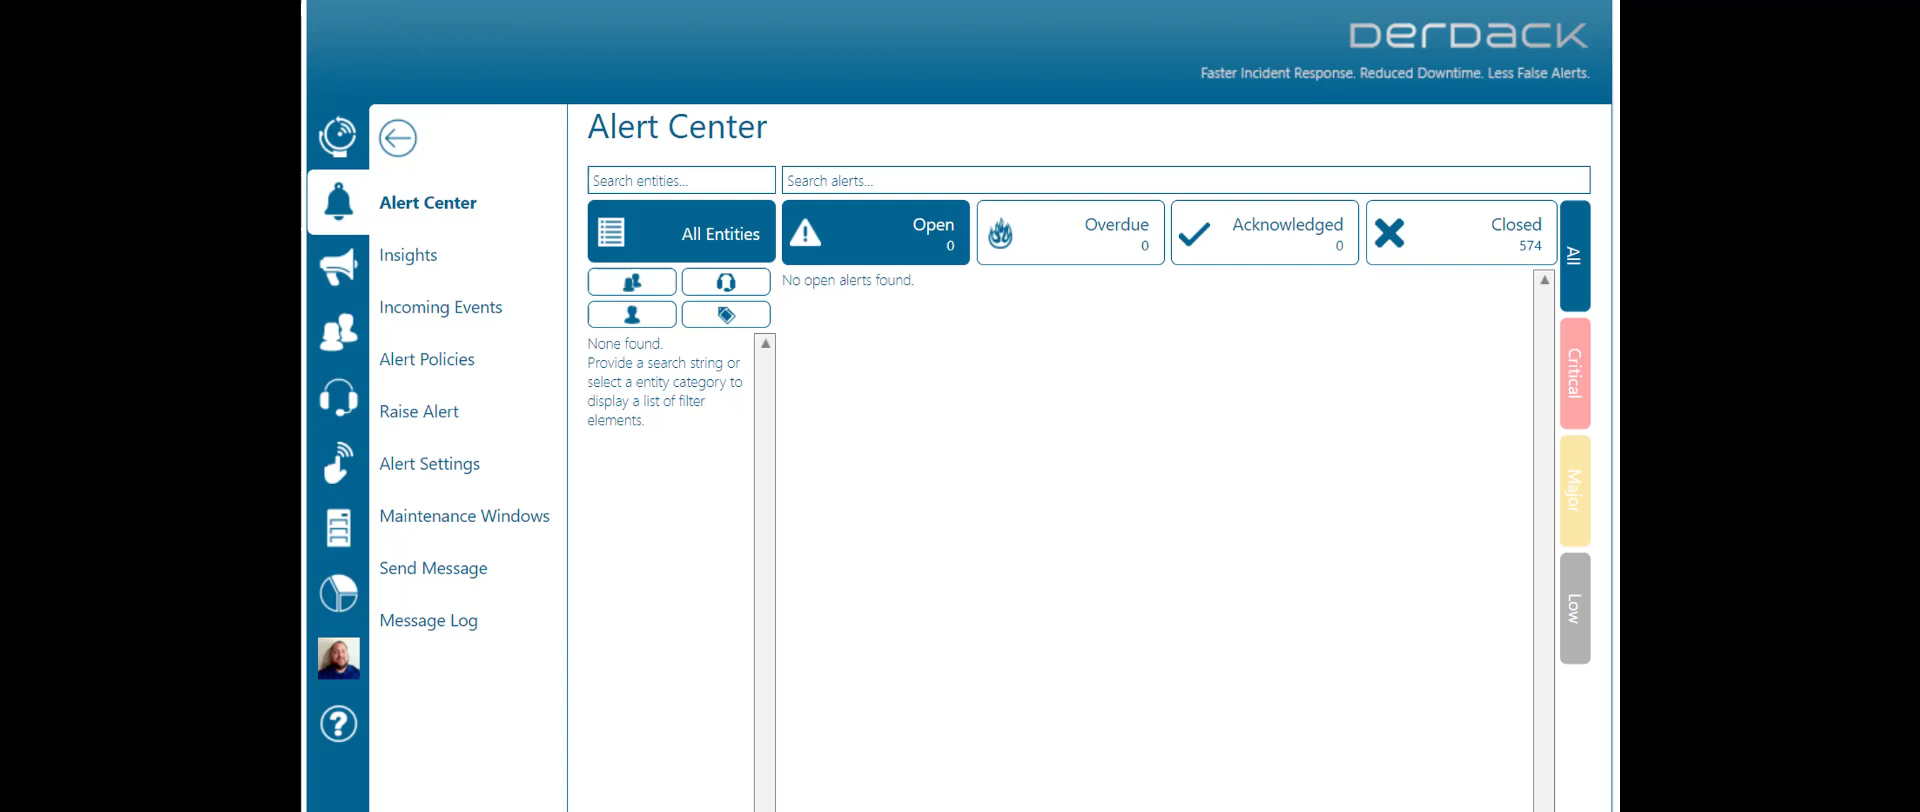 DERDACK
Faster Incident Response. Reduced Downtime. Less False Alerts.
Alert Center
Insights
Incoming Events
Alert Policies
Raise Alert
Alert Settings
Maintenance Windows
Send Message
Message Log
Alert Center
Search entities...
Search alerts...
All Entities
Open
0
Overdue
0
Acknowledged
0
Closed
574
None found.
Provide a search string or
select a entity category to
display a list of filter
elements.
No open alerts found.
All
Critical
Major
Low